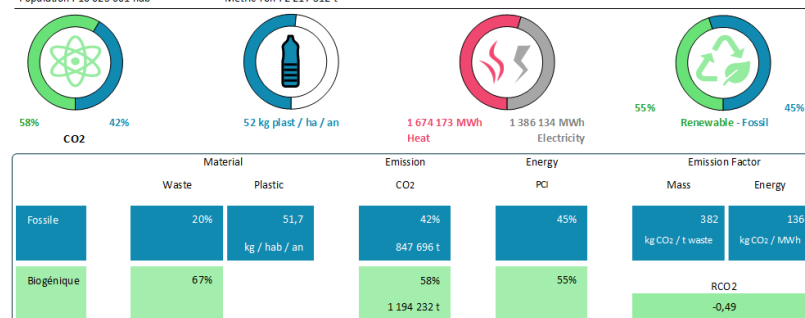 58% 42%
CO2
52 kg plast / ha / an
1 674 173 MWh 1 386 134 MWh
Heat Electricity
55% 45%
Renewable - Fossil
Material Emission Energy Emission Factor
Waste Plastic CO2 PCI Mass Energy
Fossile 20% 51,7 42% 45% 382 136
kg / hab / an 847 696 t kg CO2 / t waste kg CO2 / MWh
Biogénique 67% 58% 55% RCO2
1 194 232 t -0,49